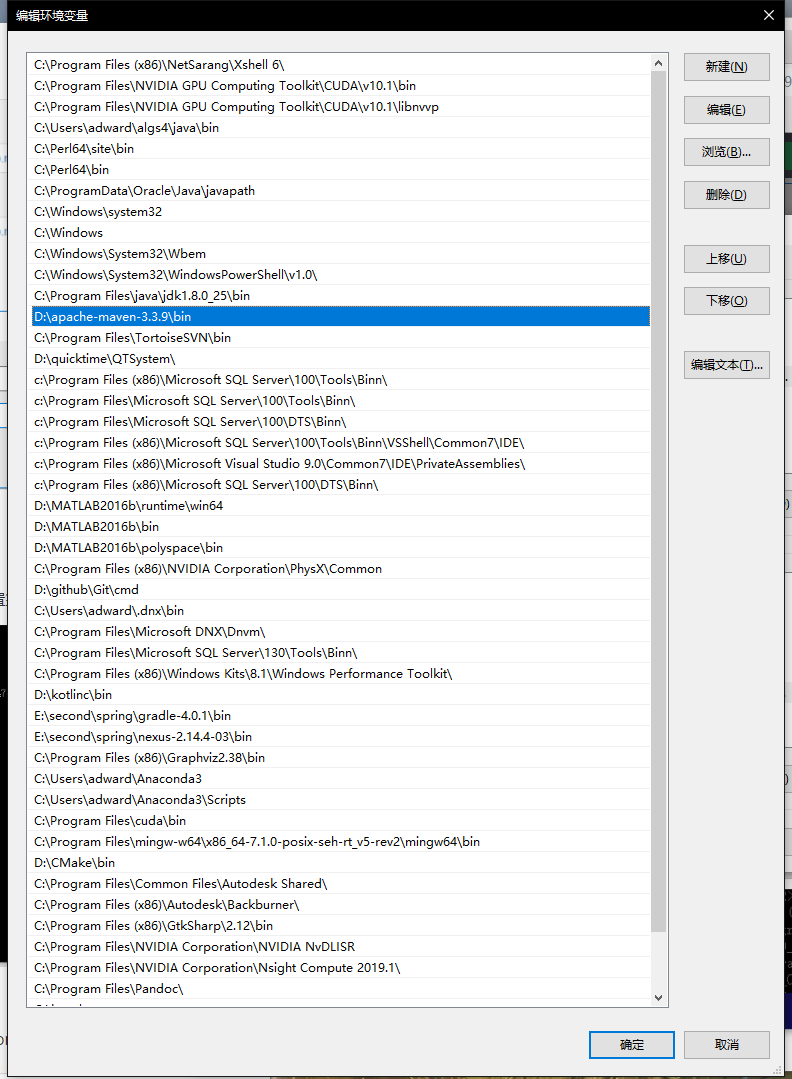 编辑环境变量
C:\Program Files (x86)\NetSarang\Xshell 6\
C:\Program Files\NVIDIA GPU Computing Toolkit\CUDA\v10.1\bin
C:\Program Files\NVIDIA GPU Computing Toolkit\CUDA\v10.1\libnvvp
C:\Users\adward\algs4\java\bin
C:\Perl64\site\bin
C:\Perl64\bin
C:\ProgramData\Oracle\Java\javapath
C:\Windows\system32
C:\Windows
C:\Windows\System32\Wbem
C:\Windows\System32\WindowsPowerShell\v1.0\
C:\Program Files\java\jdk1.8.0_25\bin
D:\apache-maven-3.3.9\bin
C:\Program Files\TortoiseSVN\bin
D:\quicktime\QTSystem\
c:\Program Files (x86)\Microsoft SQL Server\100\Tools\Binn\
c:\Program Files\Microsoft SQL Server\100\Tools\Binn\
c:\Program Files\Microsoft SQL Server\100\DTS\Binn\
c:\Program Files (x86)\Microsoft SQL Server\100\Tools\Binn\VSShell\Common7\IDE\
c:\Program Files (x86)\Microsoft Visual Studio 9.0\Common7\IDE\PrivateAssemblies\
c:\Program Files (x86)\Microsoft SQL Server\100\DTS\Binn\
D:\MATLAB2016b\runtime\win64
D:\MATLAB2016b\bin
D:\MATLAB2016b\polyspace\bin
C:\Program Files (x86)\NVIDIA Corporation\PhysX\Common
D:\github\Git\cmd
C:\Users\adward\.dnx\bin
C:\Program Files\Microsoft DNX\Dnvm\
C:\Program Files\Microsoft SQL Server\130\Tools\Binn\
C:\Program Files (x86)\Windows Kits\8.1\Windows Performance Toolkit\
D:\kotlinc\bin
E:\second\spring\gradle-4.0.1\bin
E:\second\spring\nexus-2.14.4-03\bin
C:\Program Files (x86)\Graphviz2.38\bin
C:\Users\adward\Anaconda3
C:\Users\adward\Anaconda3\Scripts
C:\Program Files\cuda\bin
C:\Program Files\mingw-w64\x86_64-7.1.0-posix-seh-rt_v5-rev2\mingw64\bin
D:\CMake\bin
C:\Program Files\Common Files\Autodesk Shared\
C:\Program Files (x86)\Autodesk\Backburner\
C:\Program Files (x86)\GtkSharp\2.12\bin
C:\Program Files\NVIDIA Corporation\NVIDIA NvDLISR
C:\Program Files\NVIDIA Corporation\Nsight Compute 2019.1\
C:\Program Files\Pandoc\
新建(N)
编辑(E)
浏览(B)...
删除(D)
上移(U)
下移(O)
编辑文本(T)...
确定
取消